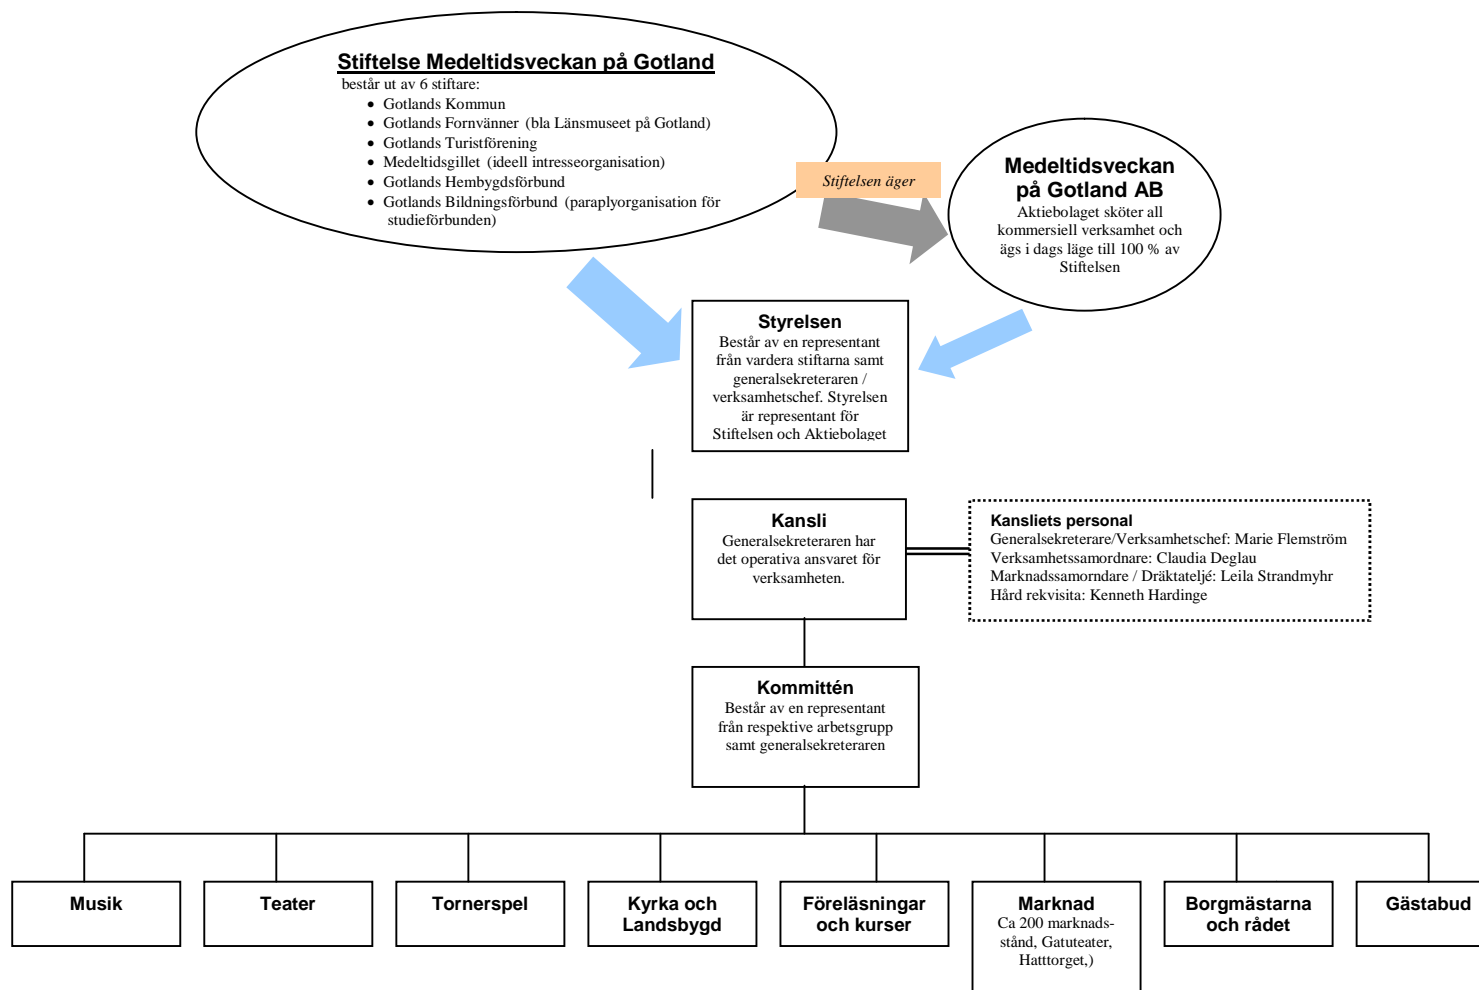 Stiftelse Medeltidsveckan på Gotland
består ut av 6 stiftare:
• Gotlands Kommun
• Gotlands Fornvänner (bla Länsmuseet på Gotland)
• Gotlands Turistförening
• Medeltidsgillet (ideell intresseorganisation)
• Gotlands Hembygdsförbund
• Gotlands Bildningsförbund (paraplyorganisation för
studieförbunden)
Stiftelsen äger
Medeltidsveckan
på Gotland AB
Aktiebolaget sköter all
kommersiell verksamhet och
ägs i dags läge till 100 % av
Stiftelsen
Styrelsen
Består av en representant
från vardera stiftarna samt
generalsekreteraren /
verksamhetschef. Styrelsen
är representant för
Stiftelsen och Aktiebolaget
Kansli
Generalsekreteraren har
det operativa ansvaret för
verksamheten.
Kansliets personal
Generalsekreterare/Verksamhetschef: Marie Flemström
Verksamhetssamordnare: Claudia Deglau
Marknadssamorndare / Dräktateljé: Leila Strandmyhr
Hård rekvisita: Kenneth Hardinge
Kommittén
Består av en representant
från respektive arbetsgrupp
samt generalsekreteraren
Musik
Teater
Tornerspel
Kyrka och
Landsbygd
Föreläsningar
och kurser
Marknad
Ca 200 marknads-
stånd, Gatuteater,
Hatttorget,)
Borgmästarna
och rådet
Gästabud